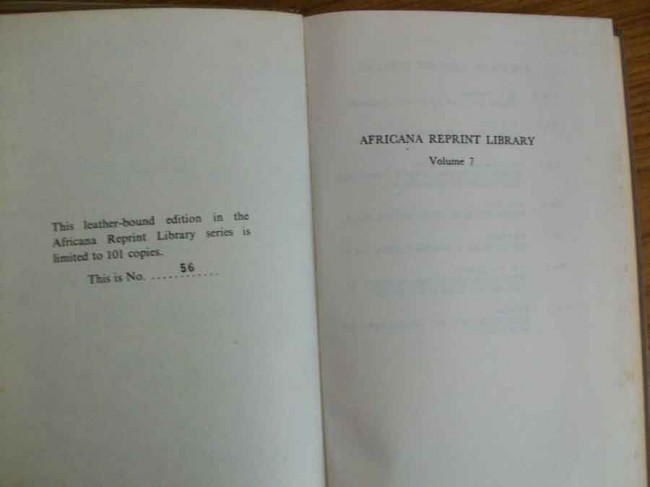 This leather-bound edition in the
Africana Reprint Library series is
limited to 101 copies.
This is No. ............
56
AFRICANA REPRINT LIBRARY
Volume 7